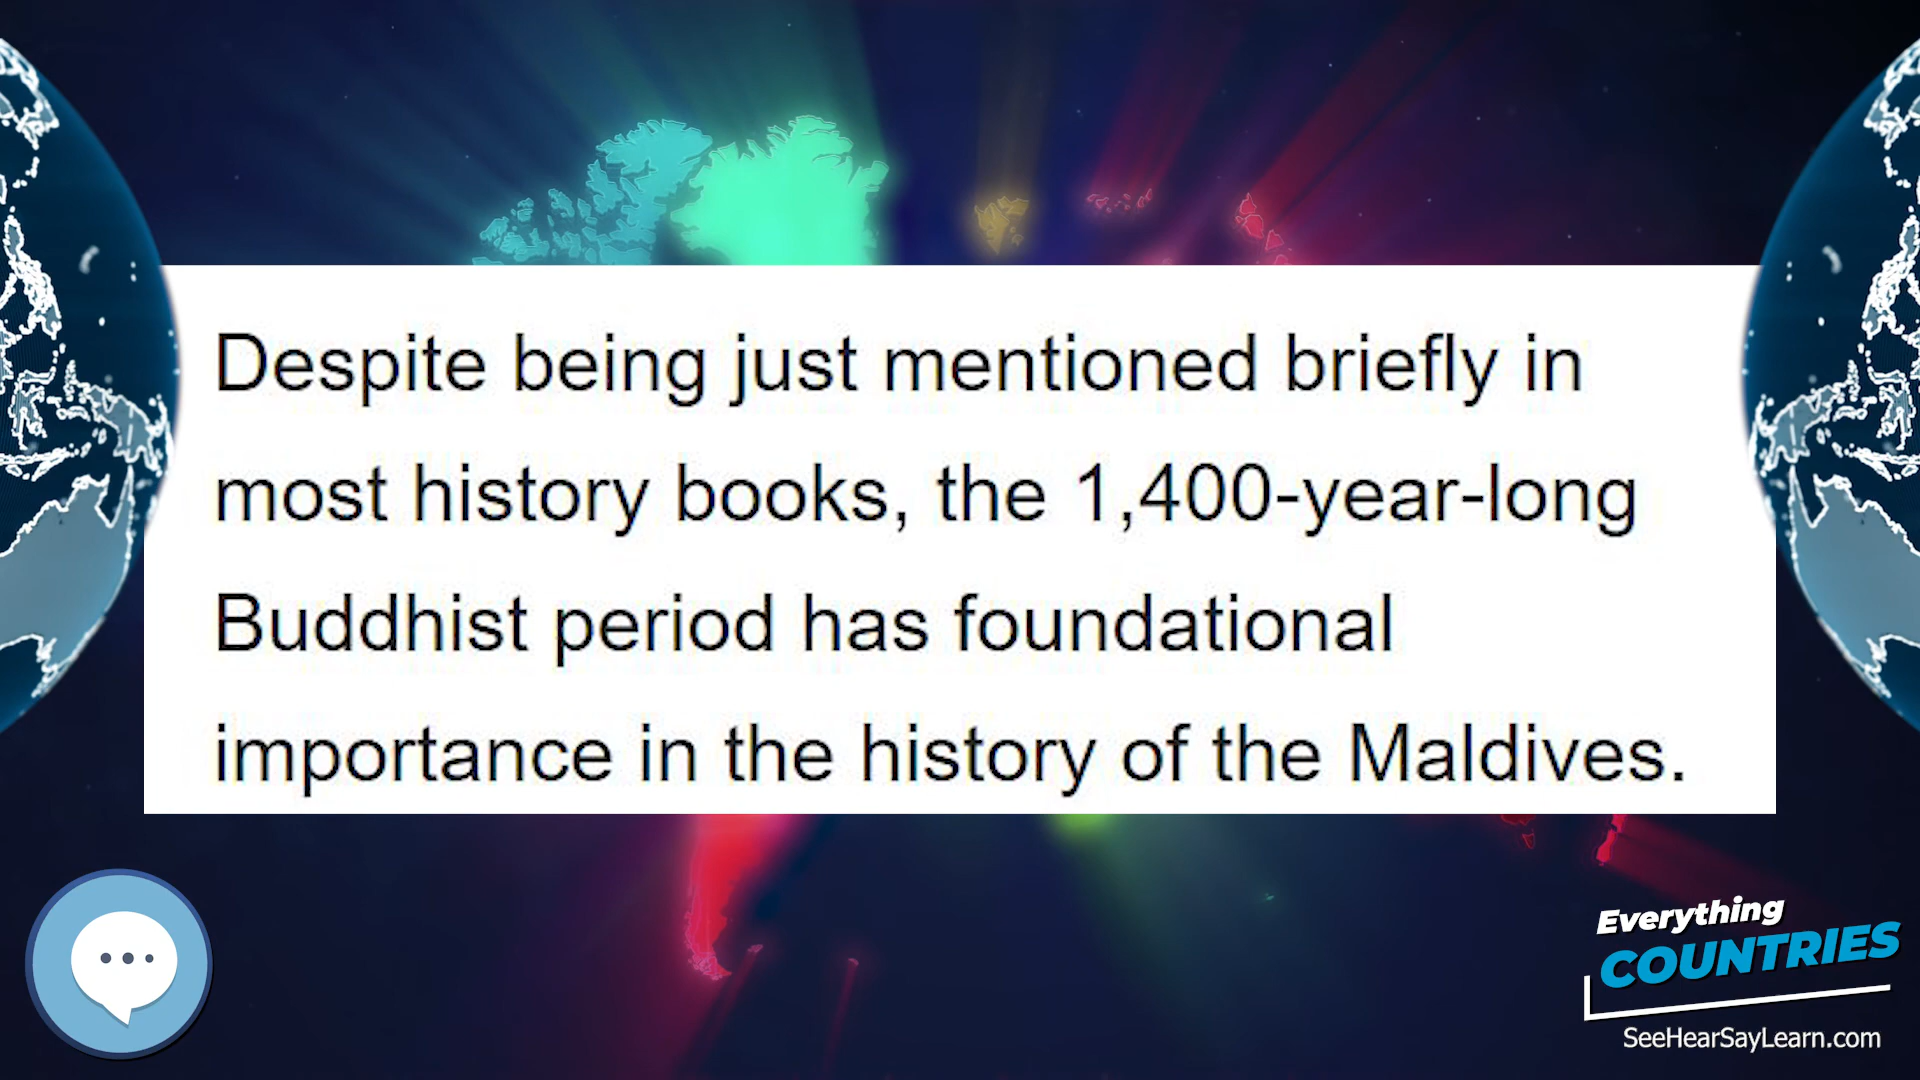 Despite being just mentioned briefly in
most history books, the 1,400-year-long
Buddhist period has foundational
importance in the history of the Maldives.
Everything
COUNTRIES
SeeHearSayLearn.com